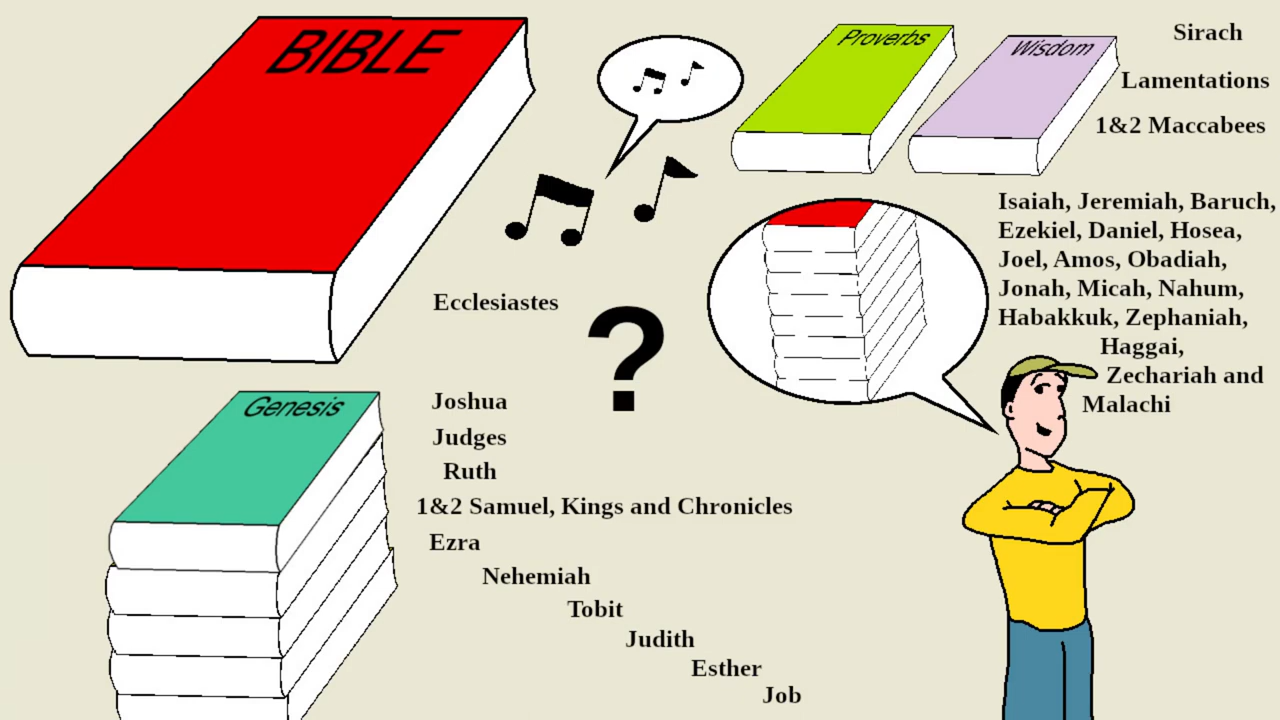 BIBLE
Genesis
Joshua
Judges
Ruth
1&2 Samuel, Kings and Chronicles
Ezra
Nehemiah
Tobit
Judith
Esther
Job
Ecclesiastes
?
Proverbs
Wisdom
Sirach
Lamentations
1&2 Maccabees
Isaiah, Jeremiah, Baruch,
Ezekiel, Daniel, Hosea,
Joel, Amos, Obadiah,
Jonah, Micah, Nahum,
Habakkuk, Zephaniah,
Haggai,
Zechariah and
Malachi